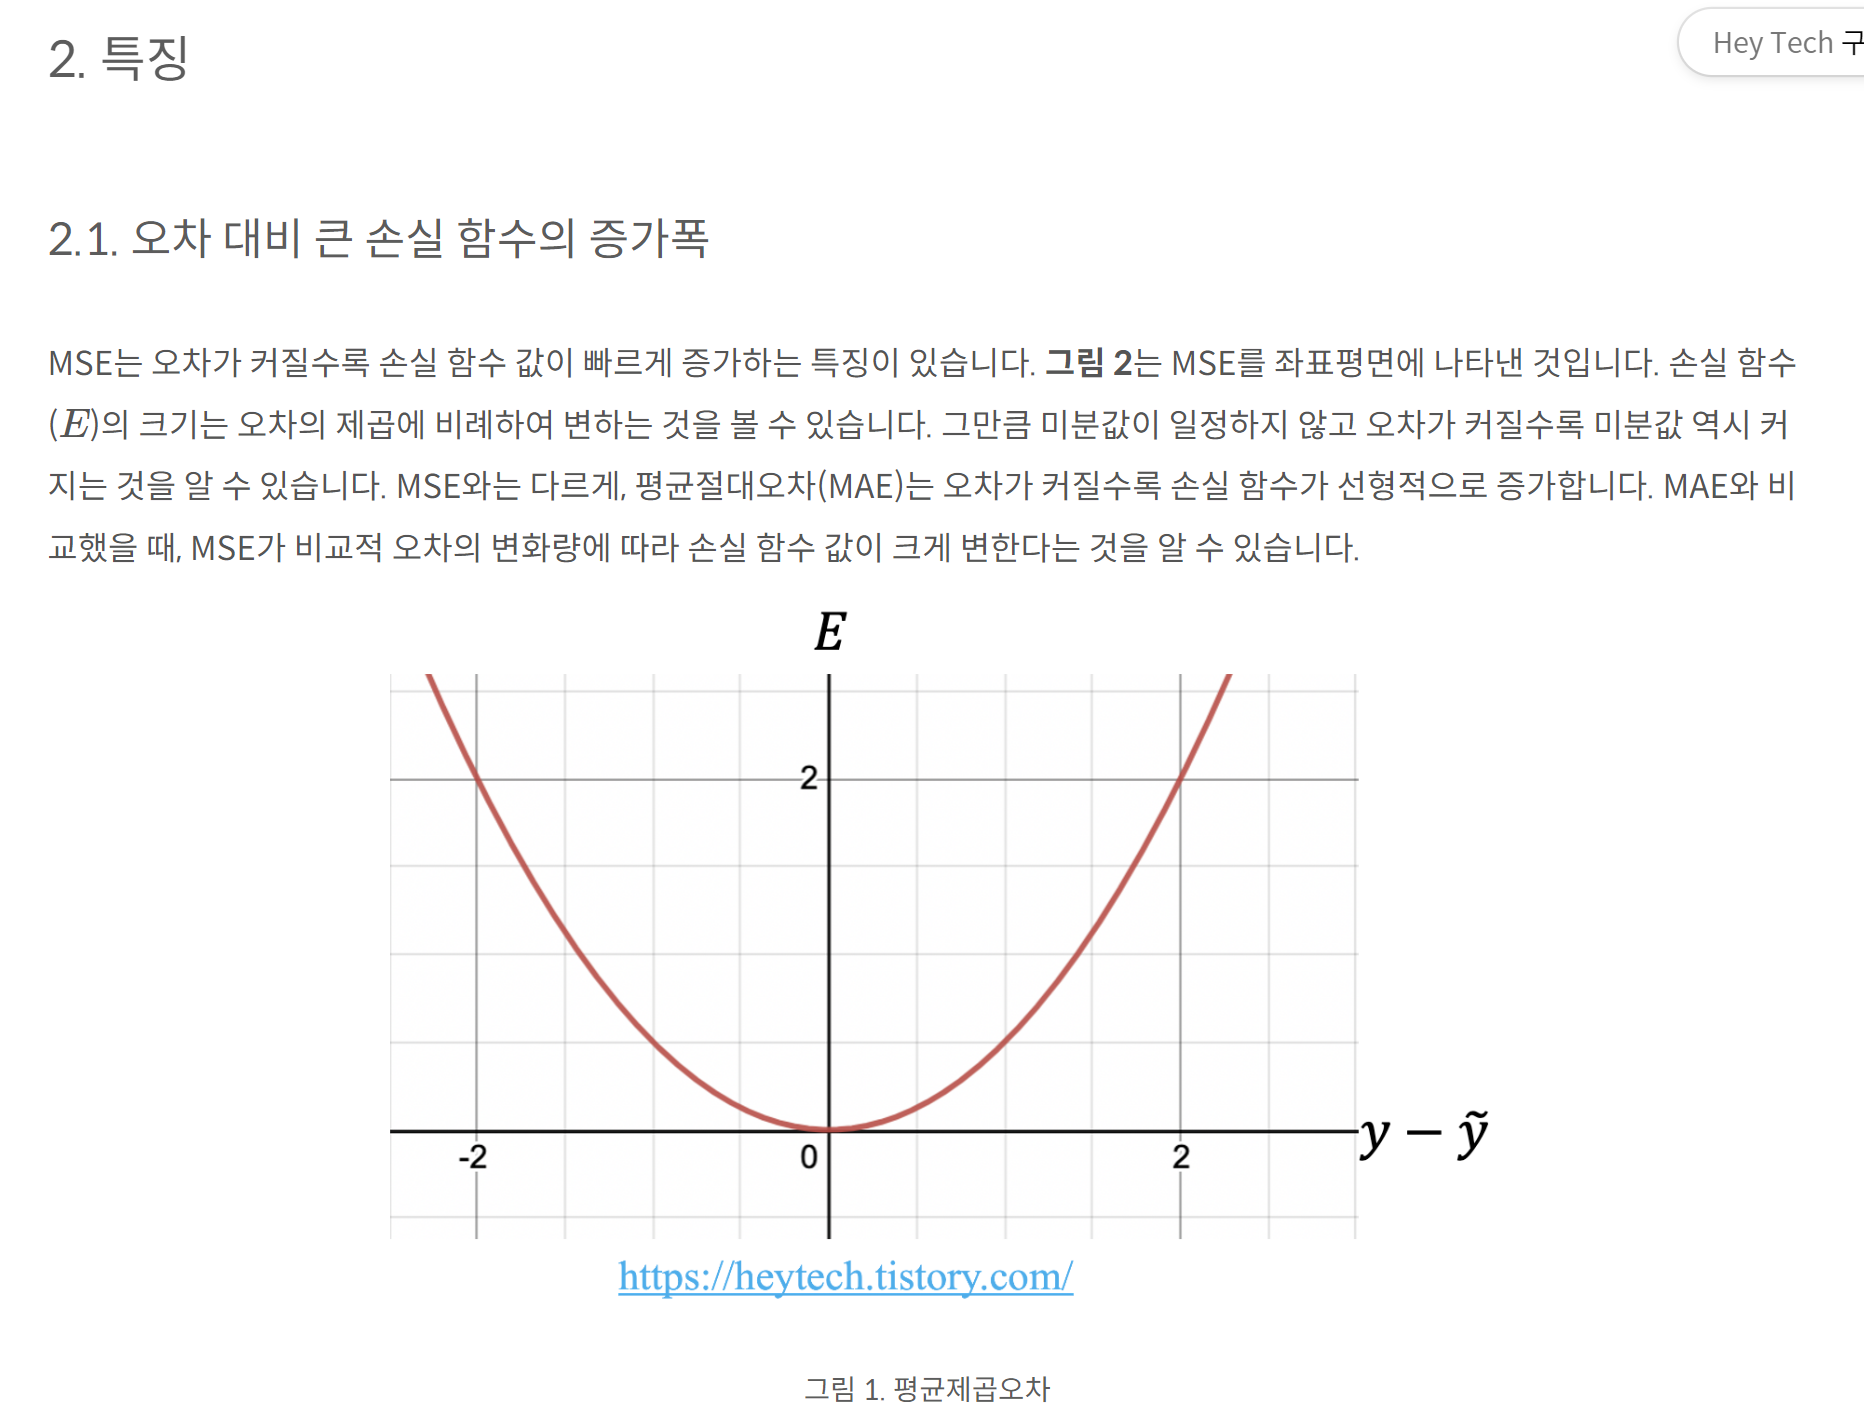 Hey Tech 구
2. 특징
2.1. 오차 대비 큰 손실 함수의 증가폭
MSE는 오차가 커질수록 손실 함수 값이 빠르게 증가하는 특징이 있습니다. 그림 2는 MSE를 좌표평면에 나타낸 것입니다. 손실 함수
(E)의 크기는 오차의 제곱에 비례하여 변하는 것을 볼 수 있습니다. 그만큼 미분값이 일정하지 않고 오차가 커질수록 미분값 역시 커
지는 것을 알 수 있습니다. MSE와는 다르게, 평균절대오차(MAE)는 오차가 커질수록 손실 함수가 선형적으로 증가합니다. MAE와 비
교했을 때, MSE가 비교적 오차의 변화량에 따라 손실 함수 값이 크게 변한다는 것을 알 수 있습니다.
E
2
y − ỹ
-2 0 2
https://heytech.tistory.com/
그림 1. 평균제곱오차